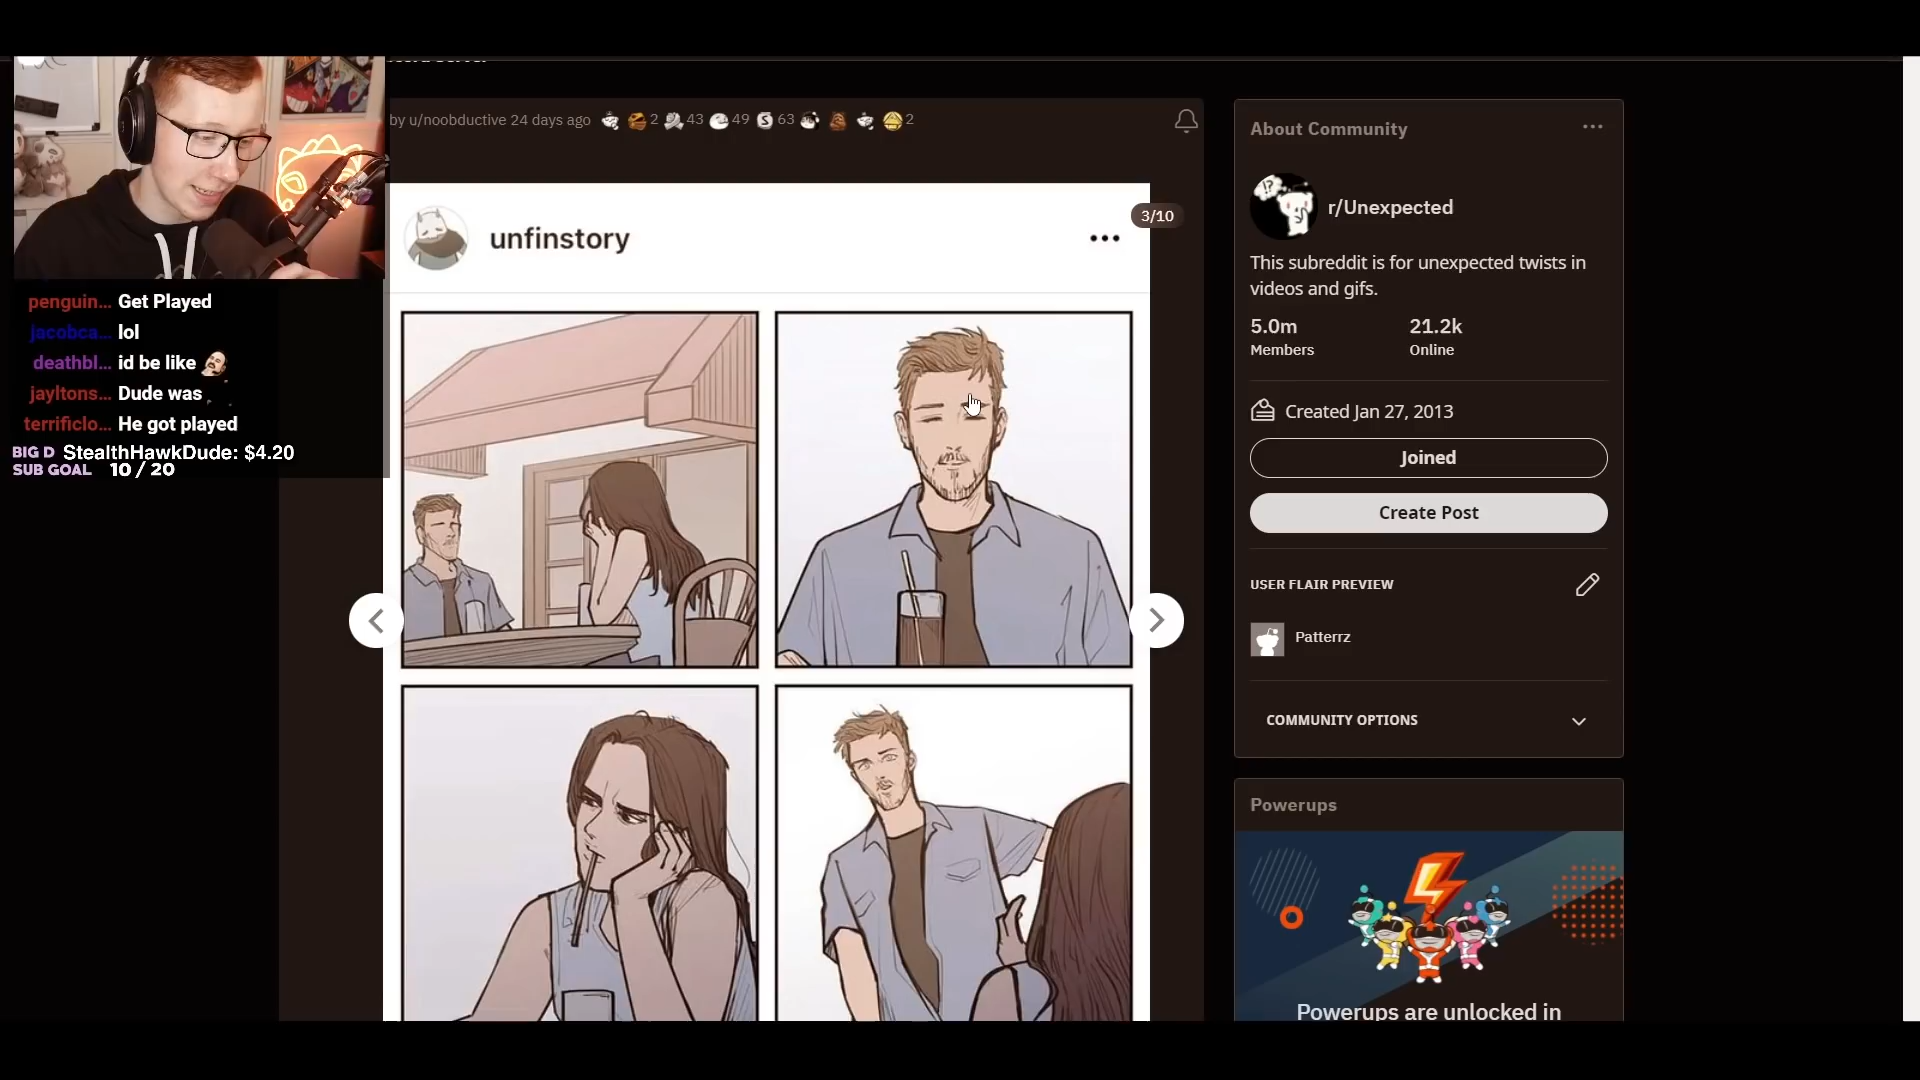 by u/noobductive 24 days ago 2 43 49 S 63 2
unfinstory
3/10
penguin... Get Played
jacobca... lol
deathbl... id be like
jayltons... Dude was
terrificlo... He got played
BIG D StealthHawkDude: $4.20
SUB GOAL 10 / 20
About Community
!?
r/Unexpected
This subreddit is for unexpected twists in
videos and gifs.
5.0m 21.2k
Members Online
Created Jan 27, 2013
Joined
Create Post
USER FLAIR PREVIEW
Patterrz
COMMUNITY OPTIONS
Powerups
Powerups are unlocked in